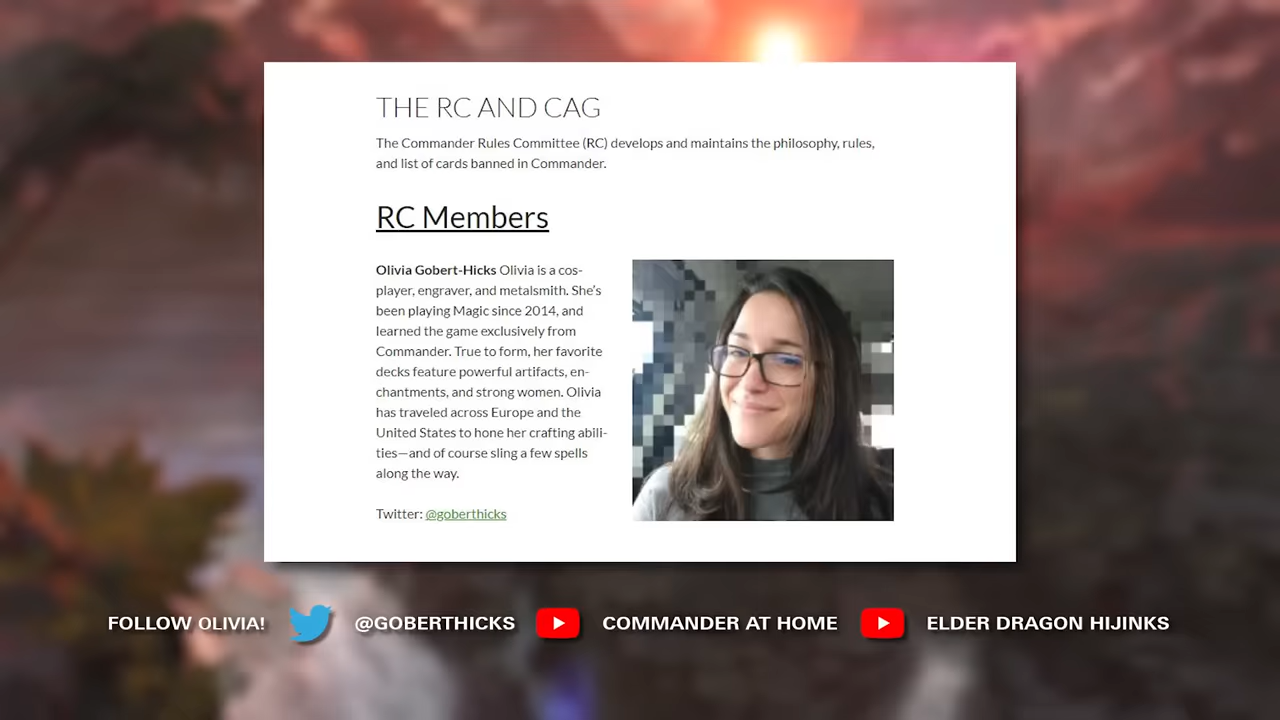 THE RC AND CAG
The Commander Rules Committee (RC) develops and maintains the philosophy, rules,
and list of cards banned in Commander.
RC Members
Olivia Gobert-Hicks Olivia is a cos-
player, engraver, and metalsmith. She's
been playing Magic since 2014, and
learned the game exclusively from
Commander. True to form, her favorite
decks feature powerful artifacts, en-
chantments, and strong women. Olivia
has traveled across Europe and the
United States to hone her crafting abili-
ties—and of course sling a few spells
along the way.
Twitter: @goberthicks
FOLLOW OLIVIA! @GOBERTHICKS COMMANDER AT HOME ELDER DRAGON HIJINKS